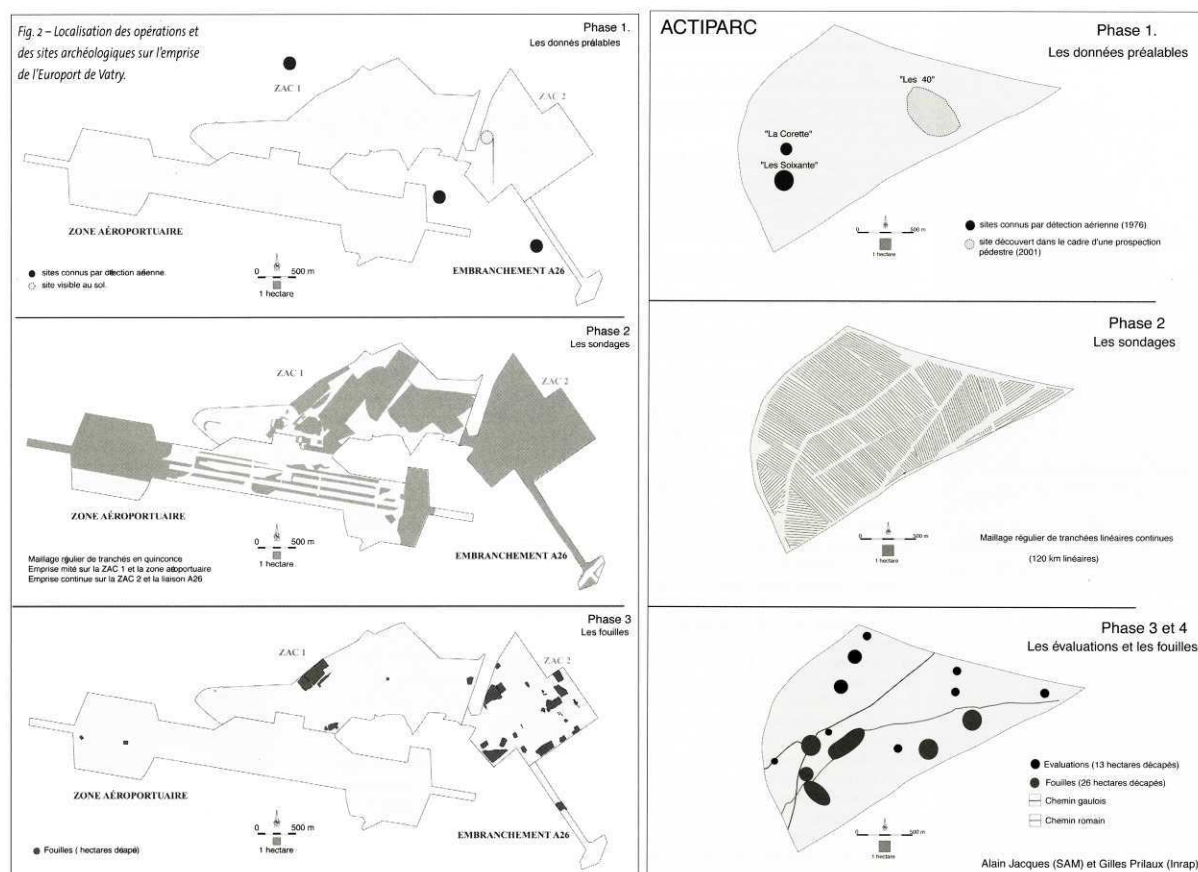 Fig. 2 – Localisation des opérations et
des sites archéologiques sur l'emprise
de l'Europort de Vatry.
Phase 1.
Les donnés préalables
ZAC 1
ZAC 2
ZONE AÉROPORTUAIRE
EMBRANCHEMENT A26
sites connus par détection aéenne.
site visible au sol.
0 500 m
1 hectare
Phase 2
Les sondages
ZAC 1
ZAC 2
ZONE AÉROPORTUAIRE
EMBRANCHEMENT A26
Maillage régulier de tranchés en quinconce
Emprise mité sur la ZAC 1 et la zone aéroportuaire
Emprise continue sur la ZAC 2 et la liaison A26
0 500 m
1 hectare
Phase 3
Les fouilles
ZAC 1
ZAC 2
ZONE AÉROPORTUAIRE
EMBRANCHEMENT A26
Fouilles ( hectares décapé)
0 500 m
1 hectare
ACTIPARC
Phase 1.
Les données préalables
"Les 40"
"La Corette"
"Les Soixante"
0 500 m
1 hectare
sites connus par détection aérienne (1976)
site découvert dans le cadre d'une prospection
pédestre (2001)
Phase 2
Les sondages
0 500 m
1 hectare
Maillage régulier de tranchées linéaires continues
(120 km linéaires)
Phase 3 et 4
Les évaluations et les fouilles
Evaluations (13 hectares décapés)
Fouilles (26 hectares décapés)
Chemin gaulois
Chemin romain
0 500 m
1 hectare
Alain Jacques (SAM) et Gilles Prilaux (Inrap)